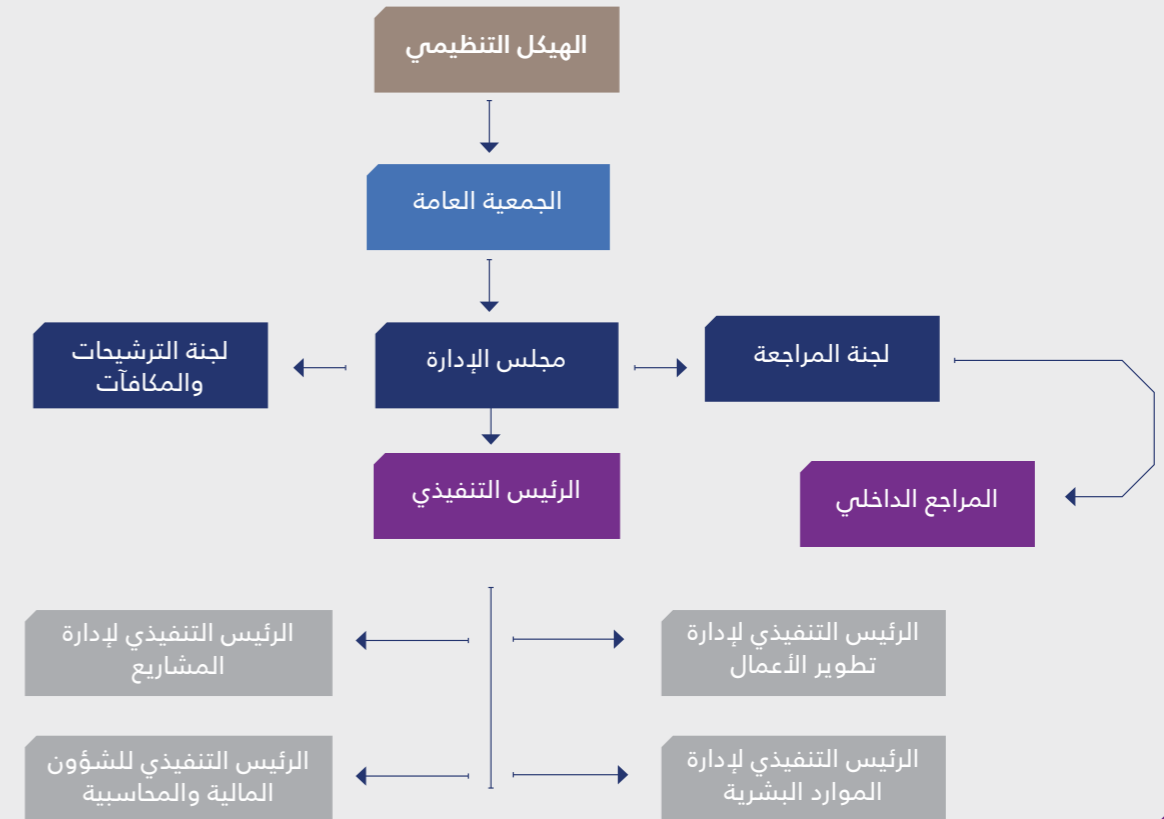 الهيكل التنظيمي
الجمعية العامة
لجنة المراجعة
مجلس الإدارة
لجنة الترشيحات
والمكافآت
المراجع الداخلي
الرئيس التنفيذي
الرئيس التنفيذي لإدارة
تطوير الأعمال
الرئيس التنفيذي لإدارة
المشاريع
الرئيس التنفيذي لإدارة
الموارد البشرية
الرئيس التنفيذي للشؤون
المالية والمحاسبية